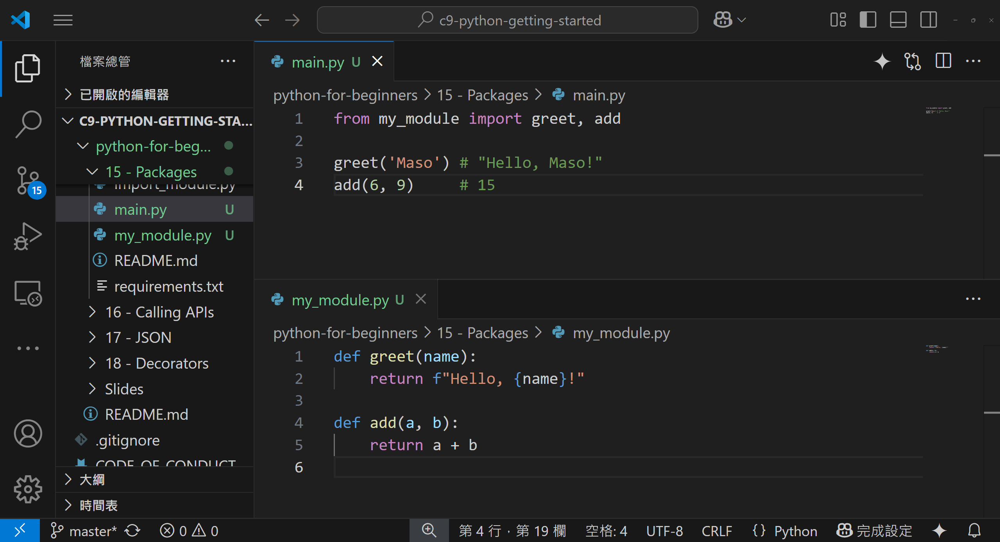 c9-python-getting-started
檔案總管
已開啟的編輯器
C9-PYTHON-GETTING-STA...
python-for-beg...
15 - Packages
import_module.py
main.py U
my_module.py U
README.md
requirements.txt
16 - Calling APIs
17 - JSON
18 - Decorators
Slides
README.md
.gitignore
CODE_OF_CONDUCT
大綱
時間表
15
main.py U
python-for-beginners > 15 - Packages > main.py
1 from my_module import greet, add
2
3 greet('Maso') # "Hello, Maso!"
4 add(6, 9) # 15
my_module.py U
python-for-beginners > 15 - Packages > my_module.py
1 def greet(name):
2 return f"Hello, {name}!"
3
4 def add(a, b):
5 return a + b
6
master* 0 0 第 4 行，第 19 欄 空格: 4 UTF-8 CRLF {} Python 完成設定